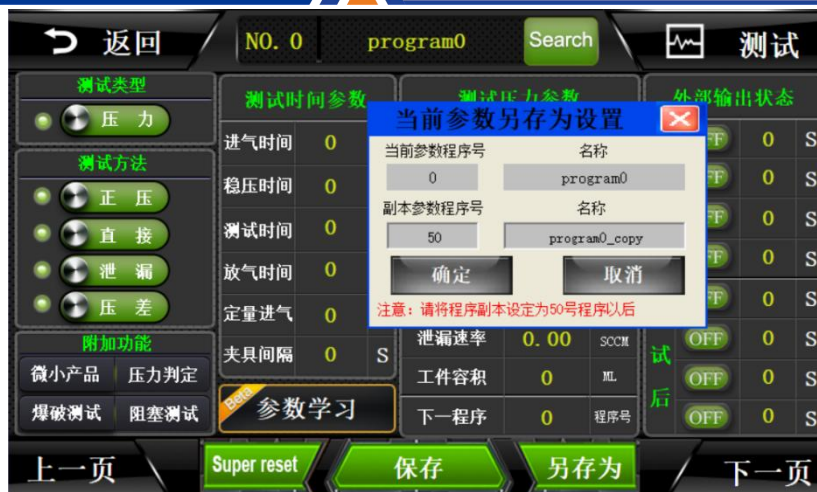 返回
NO. 0
program0
Search
测试
测试类型
压 力
测试方法
正 压
直 接
泄 漏
压 差
附加功能
微小产品
压力判定
爆破测试
阻塞测试
测试时间参数
进气时间 0
稳压时间 0
测试时间 0
放气时间 0
定量进气 0
夹具间隔 0 S
Beta
参数学习
测试压力参数
当前参数另存为设置
当前参数程序号
名称
0
program0
副本参数程序号
名称
50
program0_copy
确定
取消
注意：请将程序副本设定为50号程序以后
泄漏速率 0.00 SCCM
工件容积 0 ML
下一程序 0 程序号
外部输出状态
0 S
0 S
0 S
0 S
0 S
试后
OFF 0 S
OFF 0 S
OFF 0 S
上一页
Super reset
保存
另存为
下一页